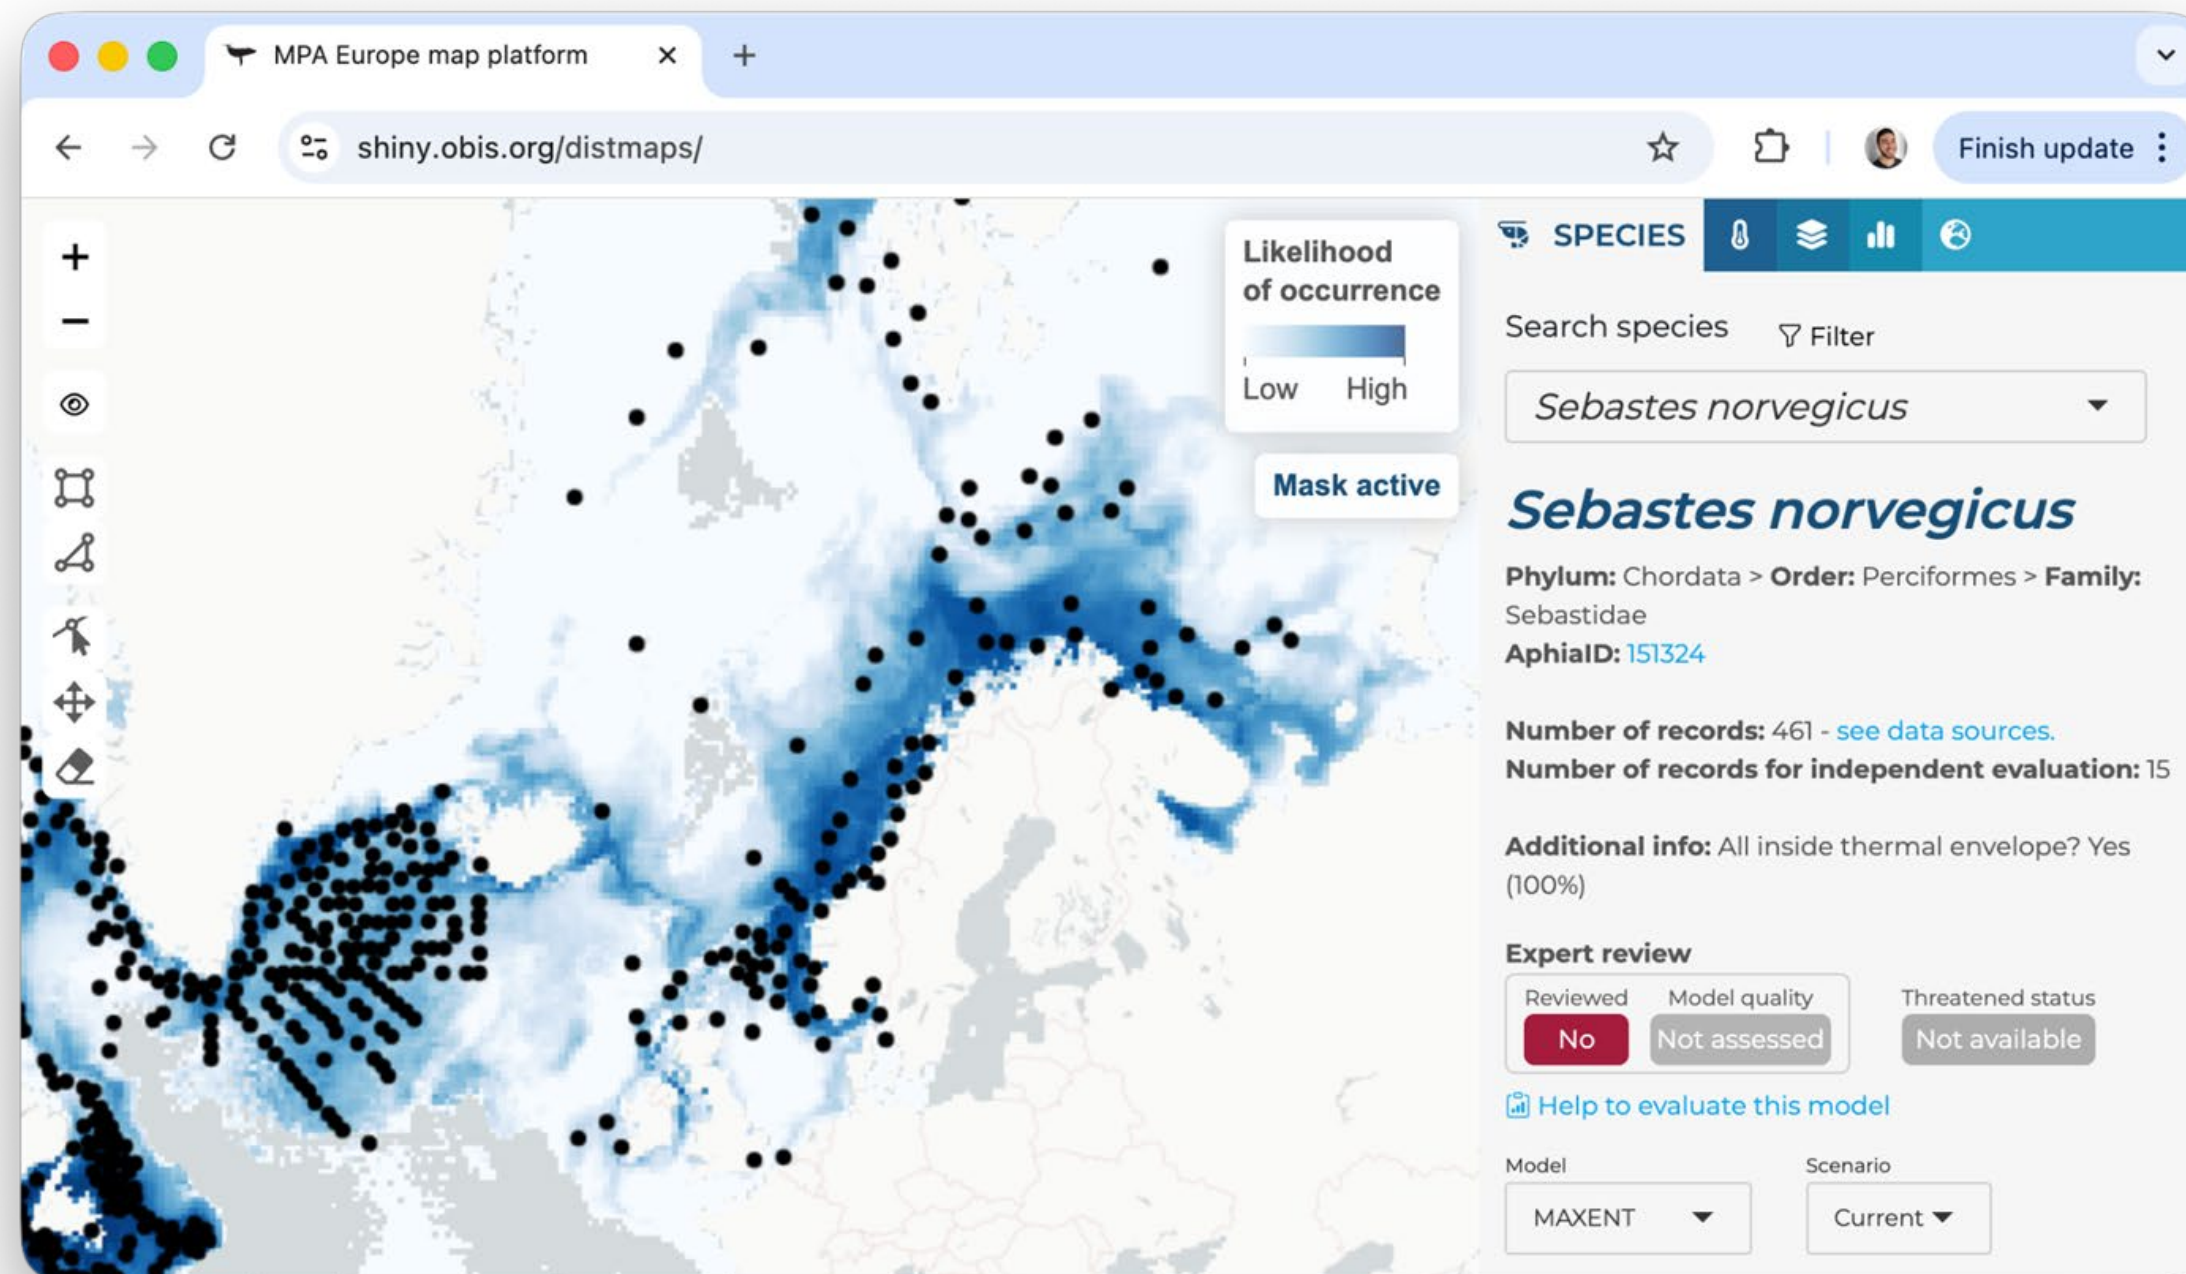 MPA Europe map platform
shiny.obis.org/distmaps/
Finish update
Likelihood
of occurrence
Low High
Mask active
SPECIES
Search species Filter
Sebastes norvegicus
Sebastes norvegicus
Phylum: Chordata > Order: Perciformes > Family:
Sebastidae
AphiaID: 151324
Number of records: 461 - see data sources.
Number of records for independent evaluation: 15
Additional info: All inside thermal envelope? Yes
(100%)
Expert review
Reviewed Model quality Threatened status
No Not assessed Not available
Help to evaluate this model
Model Scenario
MAXENT Current